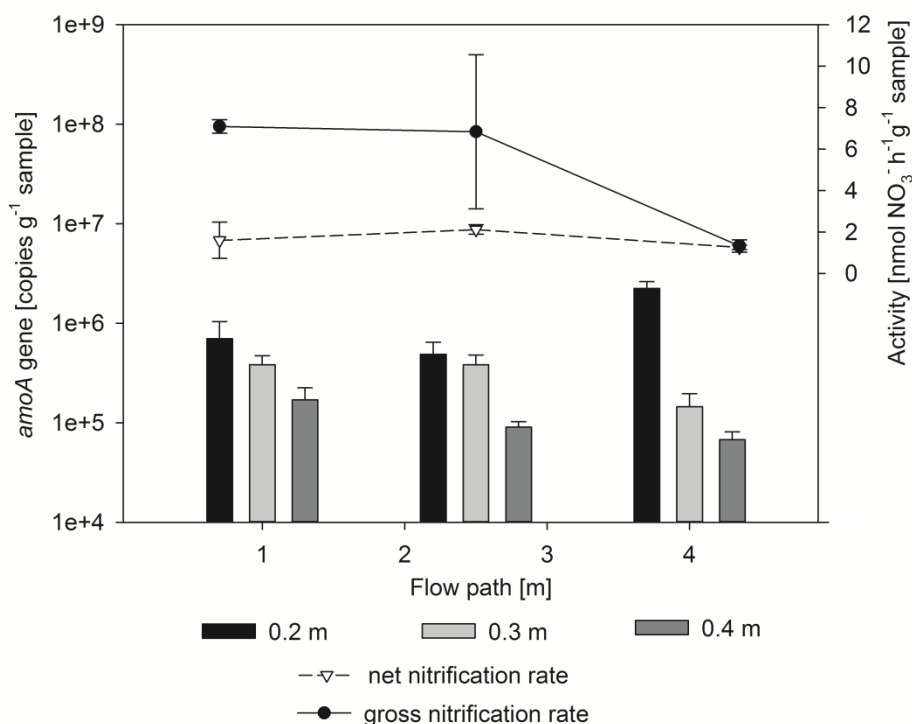 1e+9
1e+8
1e+7
1e+6
1e+5
1e+4
amoA gene [copies g⁻¹ sample]
12
10
8
6
4
2
0
Activity [nmol NO₃⁻ h⁻¹g⁻¹ sample]
1 2 3 4
Flow path [m]
0.2 m 0.3 m 0.4 m
net nitrification rate
gross nitrification rate